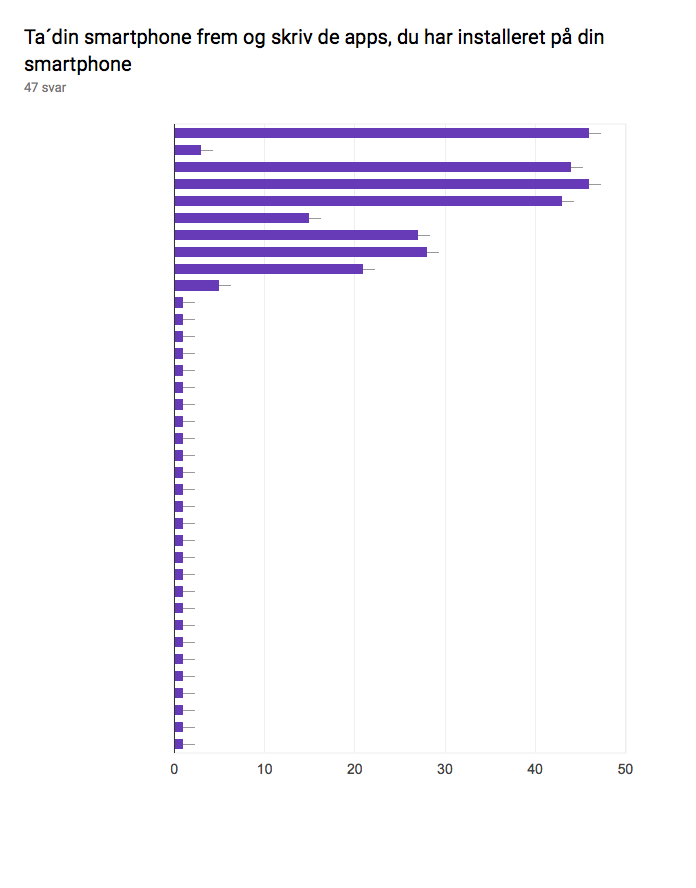 Ta´din smartphone frem og skriv de apps, du har installeret på din
smartphone
47 svar
0 10 20 30 40 50